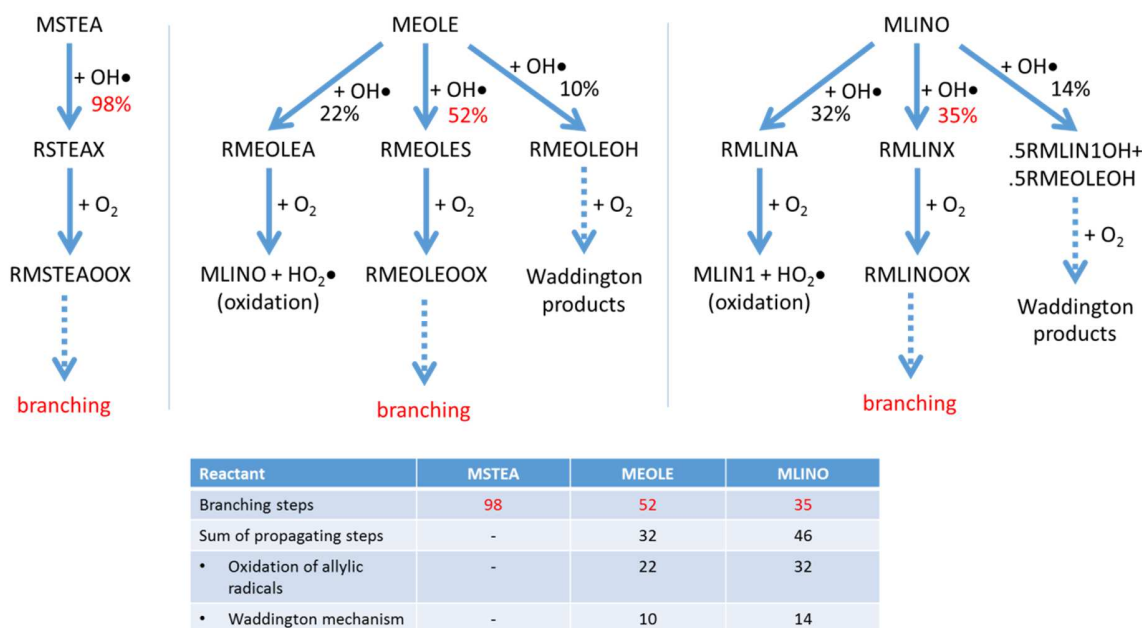 MSTEA
+ OH●
98%
RSTEAX
+ O₂
RMSTEAOOX
branching
MEOLE
+ OH●
22%
+ OH●
52%
+ OH●
10%
RMEOLEA
RMEOLES
RMEOLEOH
+ O₂
+ O₂
+ O₂
MLINO + HO₂●
(oxidation)
RMEOLEOOX
Waddington
products
branching
MLINO
+ OH●
32%
+ OH●
35%
+ OH●
14%
RMLINA
RMLINX
.5RMLIN1OH+
.5RMEOLEOH
+ O₂
+ O₂
+ O₂
MLIN1 + HO₂●
(oxidation)
RMLINOOX
Waddington
products
branching
Reactant MSTEA MEOLE MLINO
Branching steps 98 52 35
Sum of propagating steps - 32 46
• Oxidation of allylic
radicals - 22 32
• Waddington mechanism - 10 14